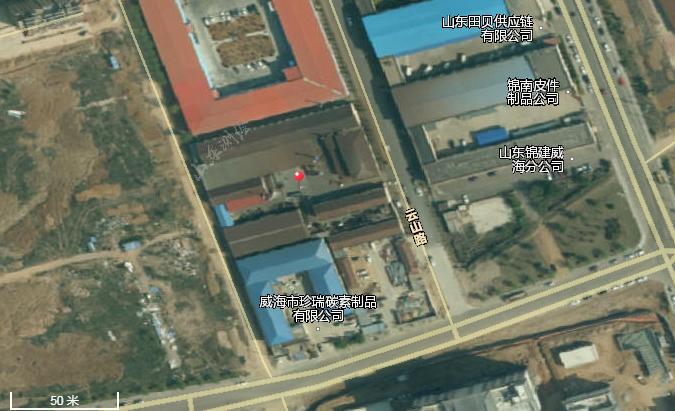 山东田贝供应链
有限公司
锦南皮件
制品公司
山东锦建威
海分公司
云山路
威海市珍瑞碳素制品
有限公司
50 米